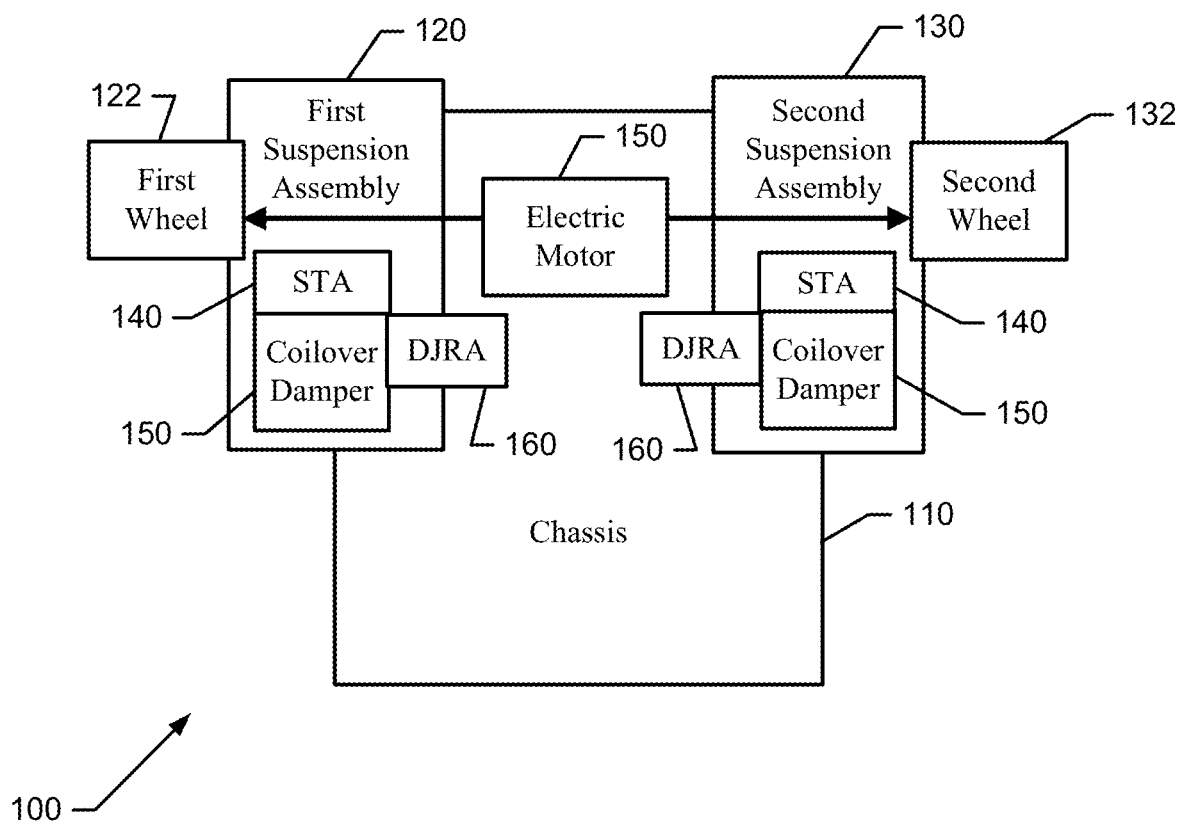 120
130
122
First
Suspension
Assembly
150
Second
Suspension
Assembly
132
First
Wheel
Electric
Motor
Second
Wheel
STA
STA
140
140
DJRA
DJRA
Coilover
Damper
Coilover
Damper
150
160
160
150
Chassis
110
100